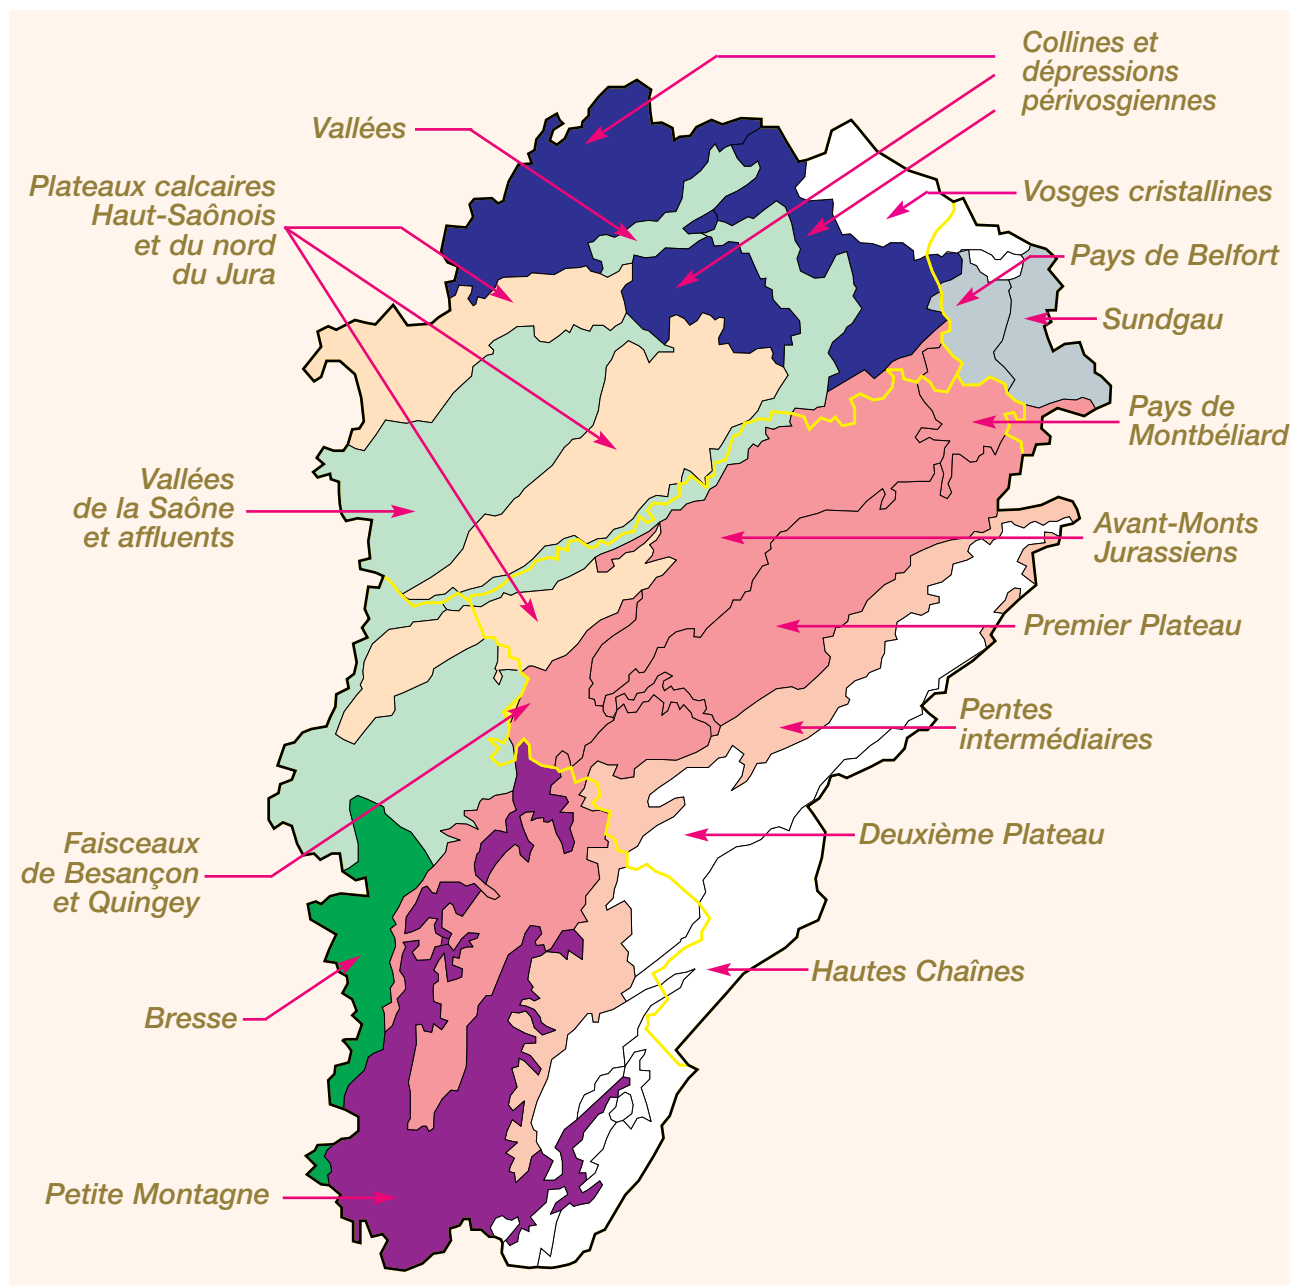 Collines et
dépressions
périvosgiennes
Vallées
Plateaux calcaires
Haut-Saônois
et du nord
du Jura
Vosges cristallines
Pays de Belfort
Sundgau
Pays de
Montbéliard
Vallées
de la Saône
et affluents
Avant-Monts
Jurassiens
Premier Plateau
Pentes
intermédiaires
Faisceaux
de Besançon
et Quingey
Deuxième Plateau
Hautes Chaînes
Bresse
Petite Montagne